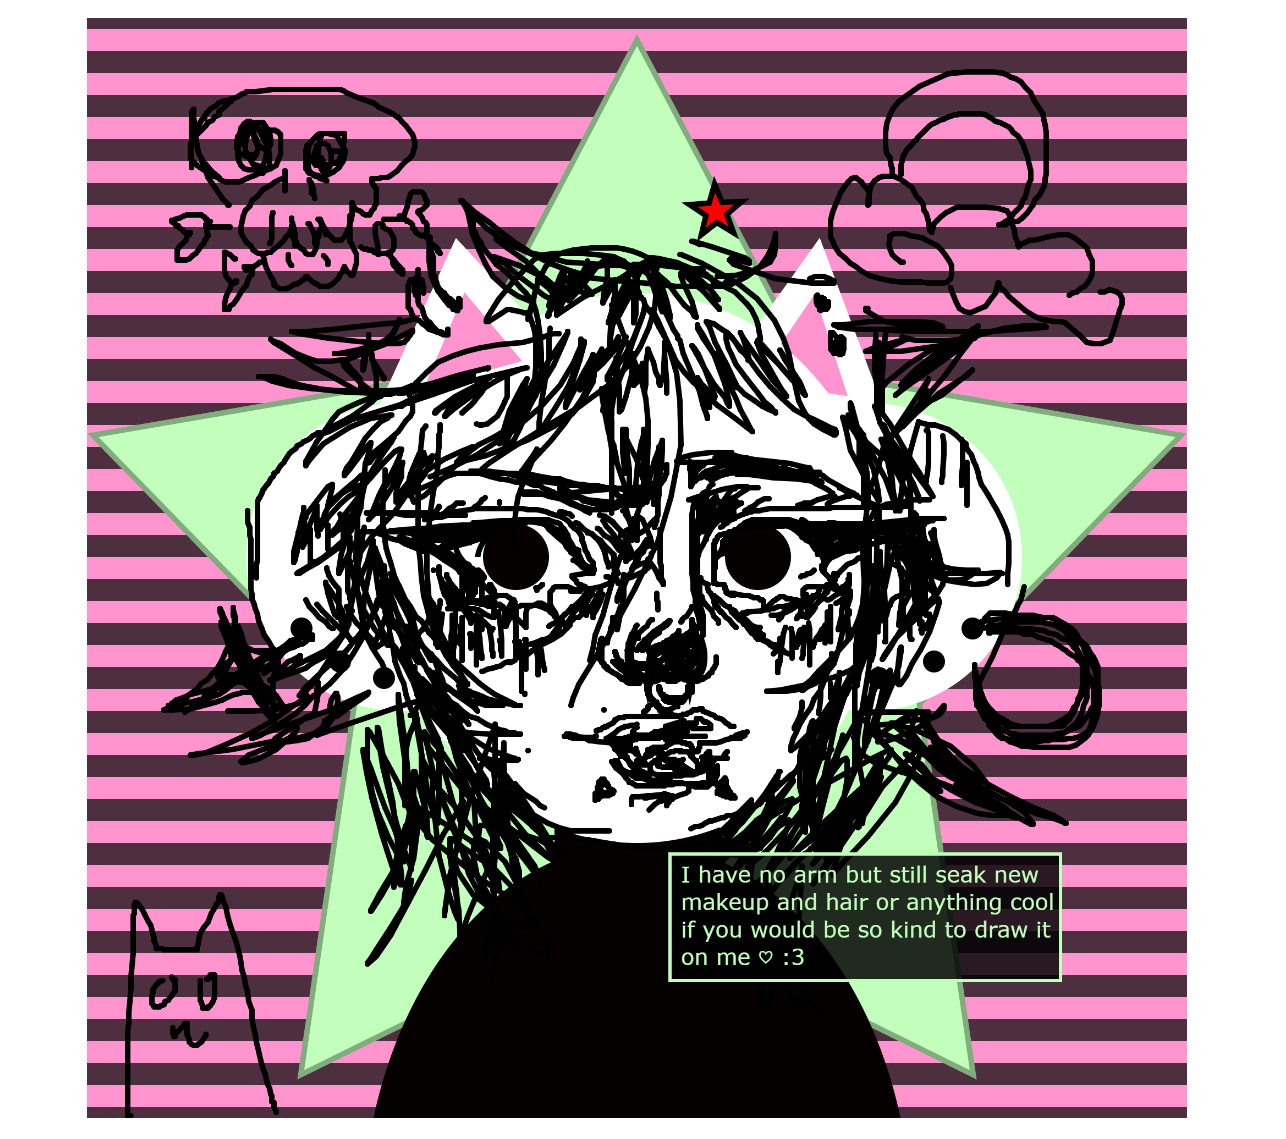 I have no arm but still seak new
makeup and hair or anything cool
if you would be so kind to draw it
on me ♡ :3